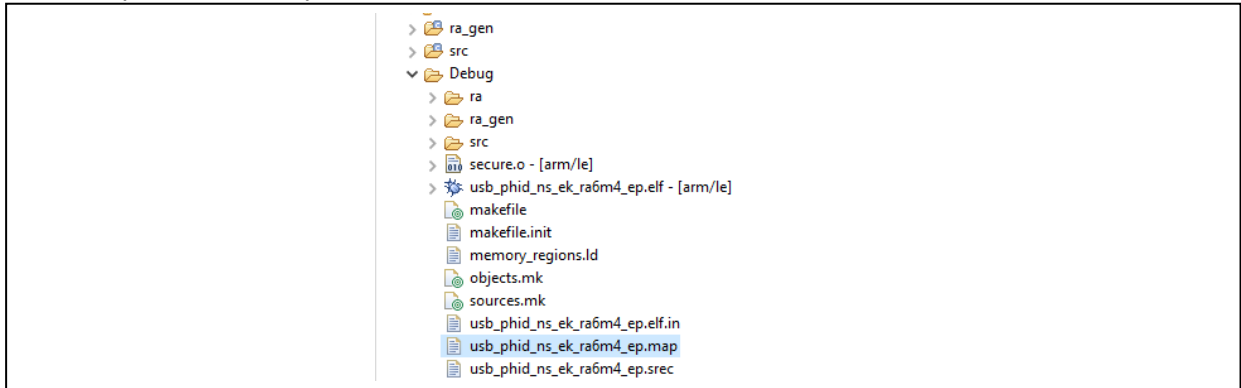 ra_gen
src
Debug
ra
ra_gen
src
secure.o - [arm/le]
usb_phid_ns_ek_ra6m4_ep.elf - [arm/le]
makefile
makefile.init
memory_regions.ld
objects.mk
sources.mk
usb_phid_ns_ek_ra6m4_ep.elf.in
usb_phid_ns_ek_ra6m4_ep.map
usb_phid_ns_ek_ra6m4_ep.srec